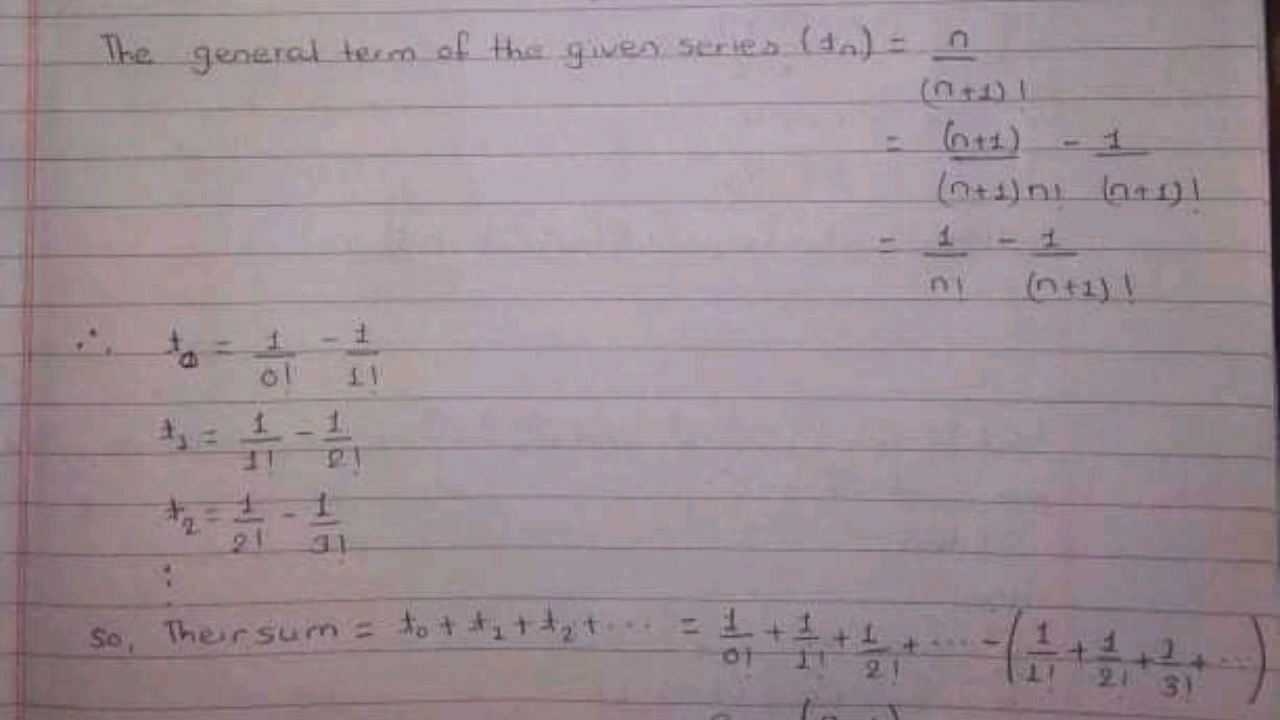 The general term of the given series (tn) = n/(n+1)!
= (n+1)/(n+1)n! - 1/(n+1)!
= 1/n! - 1/(n+1)!
∴ t0 = 1/0! - 1/1!
t1 = 1/1! - 1/2!
t2 = 1/2! - 1/3!
⋮
So, Their sum = t0 + t1 + t2 + ... = 1/0! + 1/1! + 1/2! + .... - (1/1! + 1/2! + 1/3! + ...)